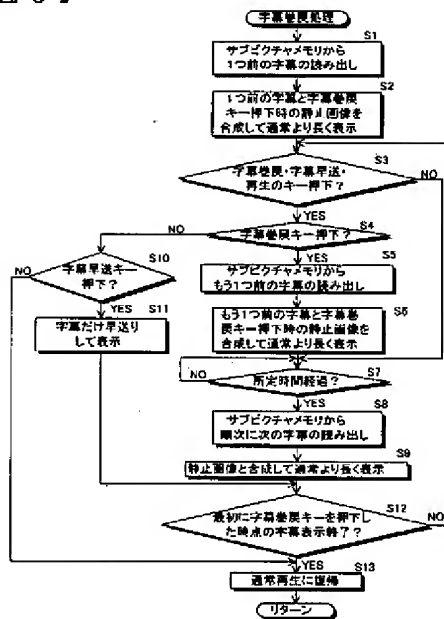 字幕巻戻処理
S1
サブピクチャメモリから
1つ前の字幕の読み出し
S2
1つ前の字幕と字幕巻戻
キー押下時の静止画像を
合成して通常より長く表示
S3
字幕巻戻・字幕早送・
再生のキー押下？
NO
YES
S4
字幕巻戻キー押下？
NO
YES
S5
サブピクチャメモリから
もう1つ前の字幕の読み出し
S6
もう1つ前の字幕と字幕巻
戻キー押下時の静止画像を
合成して通常より長く表示
S10
字幕早送キー
押下？
NO
YES
S11
字幕だけ早送り
して表示
S7
所定時間経過？
NO
YES
S8
サブピクチャメモリから
順次に次の字幕の読み出し
S9
静止画像と合成して通常より長く表示
S12
最初に字幕巻戻キーを押下し
た時点の字幕表示終了？
NO
YES
S13
通常再生に復帰
リターン